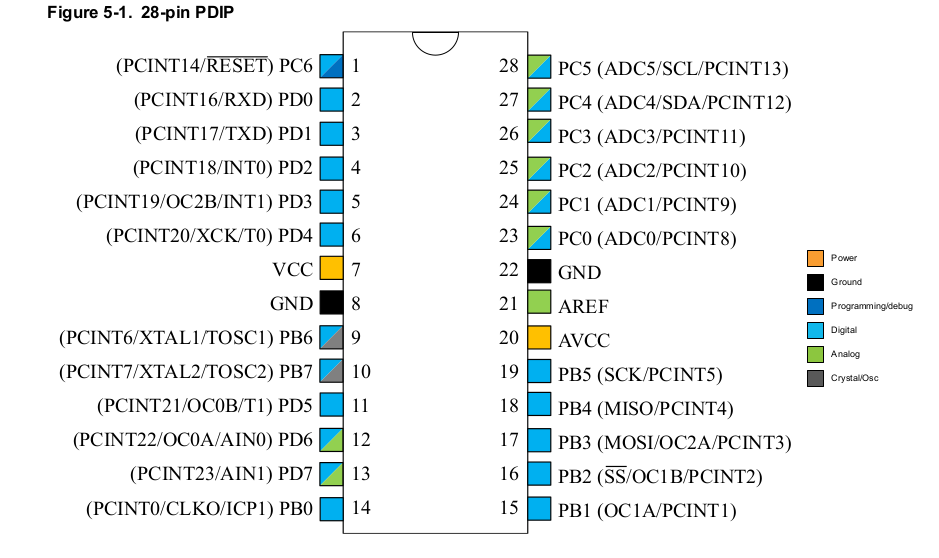 Figure 5-1. 28-pin PDIP
(PCINT14/RESET) PC6 1
(PCINT16/RXD) PD0 2
(PCINT17/TXD) PD1 3
(PCINT18/INT0) PD2 4
(PCINT19/OC2B/INT1) PD3 5
(PCINT20/XCK/T0) PD4 6
VCC 7
GND 8
(PCINT6/XTAL1/TOSC1) PB6 9
(PCINT7/XTAL2/TOSC2) PB7 10
(PCINT21/OC0B/T1) PD5 11
(PCINT22/OC0A/AIN0) PD6 12
(PCINT23/AIN1) PD7 13
(PCINT0/CLKO/ICP1) PB0 14
28 PC5 (ADC5/SCL/PCINT13)
27 PC4 (ADC4/SDA/PCINT12)
26 PC3 (ADC3/PCINT11)
25 PC2 (ADC2/PCINT10)
24 PC1 (ADC1/PCINT9)
23 PC0 (ADC0/PCINT8)
22 GND
21 AREF
20 AVCC
19 PB5 (SCK/PCINT5)
18 PB4 (MISO/PCINT4)
17 PB3 (MOSI/OC2A/PCINT3)
16 PB2 (SS/OC1B/PCINT2)
15 PB1 (OC1A/PCINT1)
Power
Ground
Programming/debug
Digital
Analog
Crystal/Osc